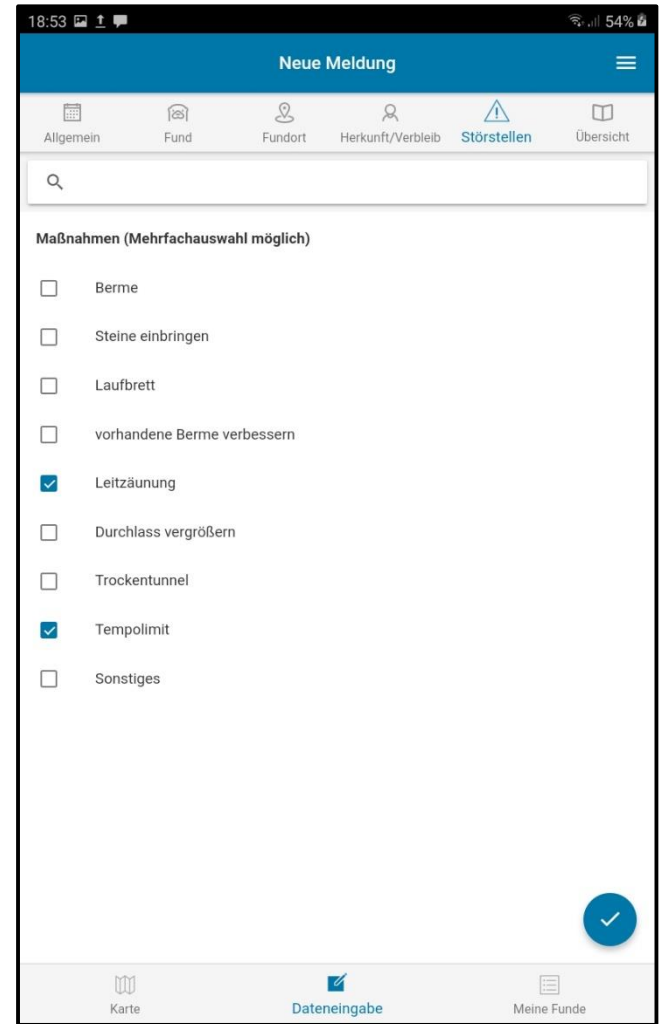 18:53 54%
Neue Meldung
Allgemein Fund Fundort Herkunft/Verbleib Störstellen Übersicht
Maßnahmen (Mehrfachauswahl möglich)
Berme
Steine einbringen
Laufbrett
vorhandene Berme verbessern
Leitzäunung
Durchlass vergrößern
Trockentunnel
Tempolimit
Sonstiges
Karte Dateneingabe Meine Funde